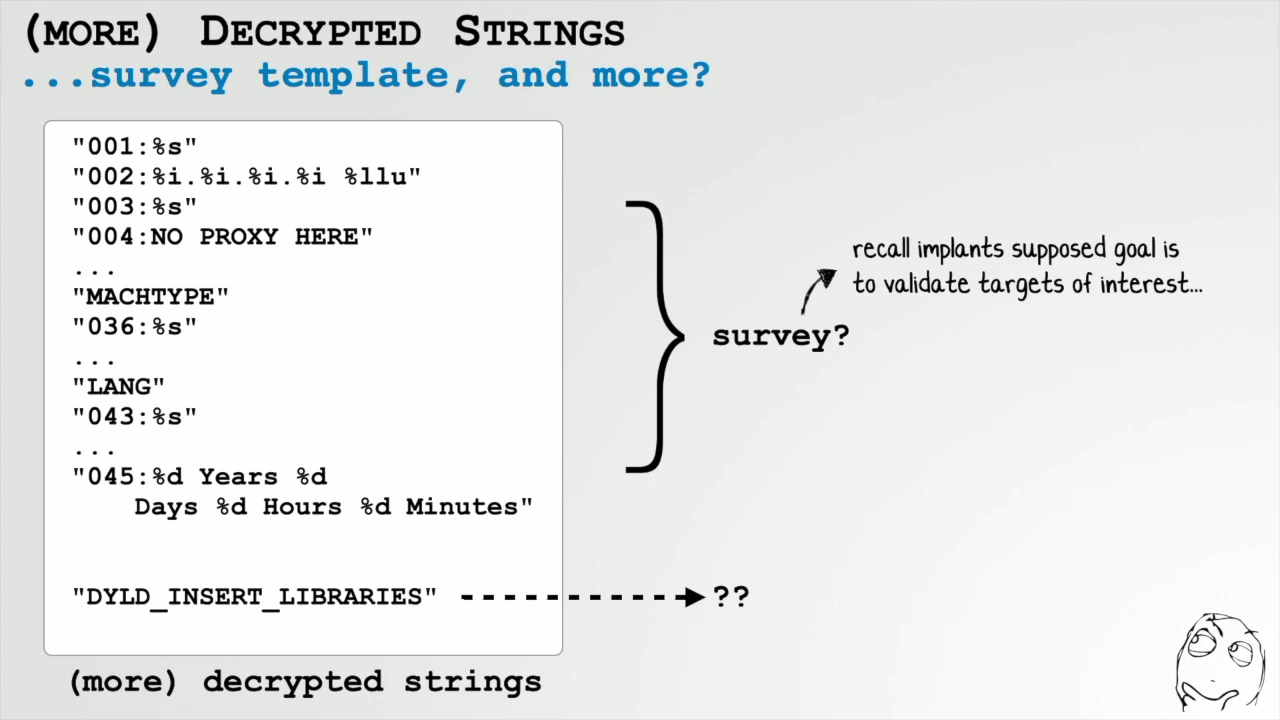 (MORE) DECRYPTED STRINGS
...survey template, and more?
"001:%s"
"002:%i.%i.%i.%i %llu"
"003:%s"
"004:NO PROXY HERE"
...
"MACHTYPE"
"036:%s"
...
"LANG"
"043:%s"
...
"045:%d Years %d
Days %d Hours %d Minutes"
"DYLD_INSERT_LIBRARIES"
(more) decrypted strings
recall implants supposed goal is
to validate targets of interest...
survey?
??